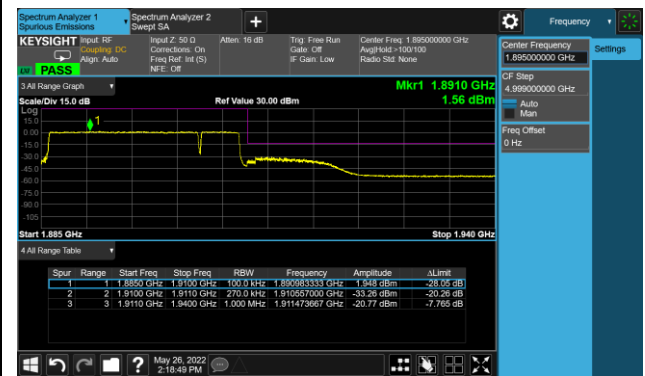 Spectrum Analyzer 1
Spurious Emissions
Spectrum Analyzer 2
Swept SA
+
Frequency
KEYSIGHT
Input: RF
Coupling: DC
Align: Auto
Input Z: 50 Ω
Corrections: On
Freq Ref: Int (S)
NFE: Off
Atten: 16 dB
Trig: Free Run
Gate: Off
IF Gain: Low
Center Freq: 1.895000000 GHz
Avg|Hold:>100/100
Radio Std: None
PASS
Center Frequency
1.895000000 GHz
Settings
CF Step
4.999000000 GHz
Auto
Man
Freq Offset
0 Hz
3 All Range Graph
Mkr1 1.8910 GHz
Scale/Div 15.0 dB
Ref Value 30.00 dBm
1.56 dBm
Log
15.0
0.00
-15.0
-30.0
-45.0
-60.0
-75.0
-90.0
-105
1
Start 1.885 GHz
Stop 1.940 GHz
4 All Range Table
Spur Range Start Freq Stop Freq RBW Frequency Amplitude ΔLimit
1 1 1.8850 GHz 1.9100 GHz 100.0 kHz 1.890983333 GHz 1.948 dBm -28.05 dB
2 2 1.9100 GHz 1.9110 GHz 270.0 kHz 1.910557000 GHz -33.26 dBm -20.26 dB
3 3 1.9110 GHz 1.9400 GHz 1.000 MHz 1.911473667 GHz -20.77 dBm -7.765 dB
?
May 26, 2022
2:18:49 PM